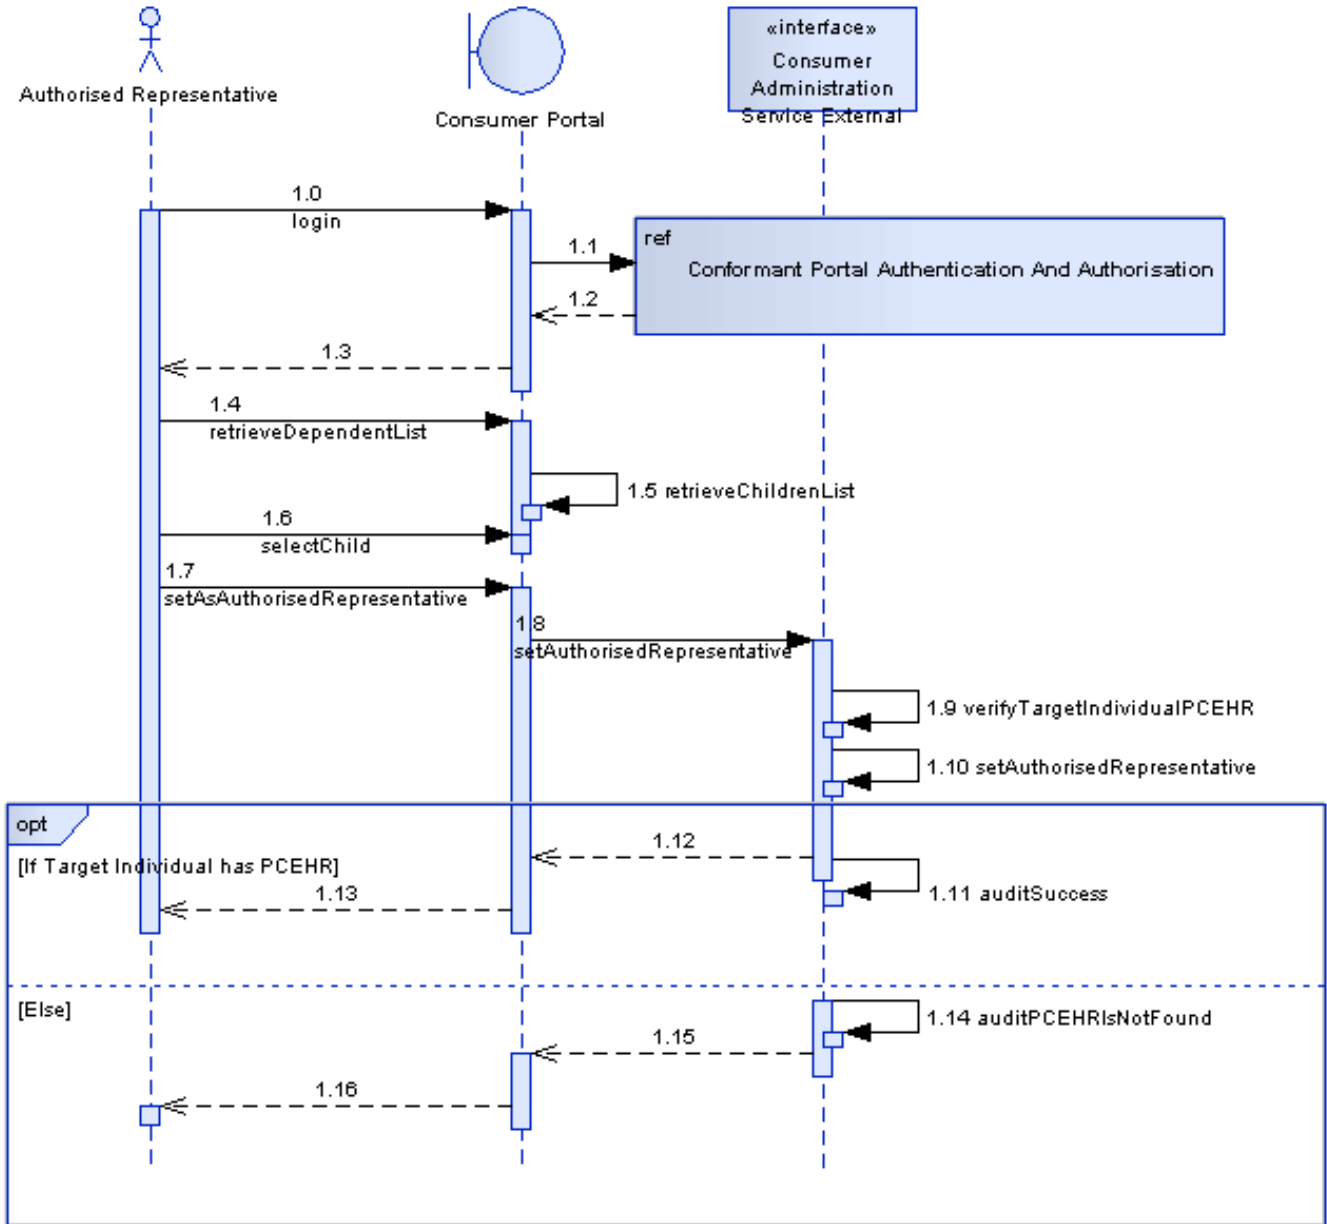 «interface»
Consumer
Administration
Service External
Authorised Representative
Consumer Portal
1.0
login
ref
1.1
Conformant Portal Authentication And Authorisation
1.2
1.3
1.4
retrieveDependentList
1.5 retrieveChildrenList
1.6
selectChild
1.7
setAsAuthorisedRepresentative
1.8
setAuthorisedRepresentative
1.9 verifyTargetIndividualPCEHR
1.10 setAuthorisedRepresentative
opt
1.12
[If Target Individual has PCEHR]
1.13
1.11 auditSuccess
[Else]
1.14 auditPCEHRIsNotFound
1.15
1.16